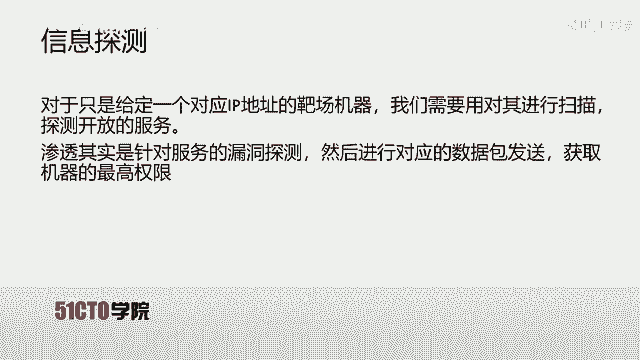 信息探测
对于只是给定一个对应IP地址的靶场机器，我们需要用对其进行扫描，
探测开放的服务。
渗透其实是针对服务的漏洞探测，然后进行对应的数据包发送，获取
机器的最高权限
51CTO学院